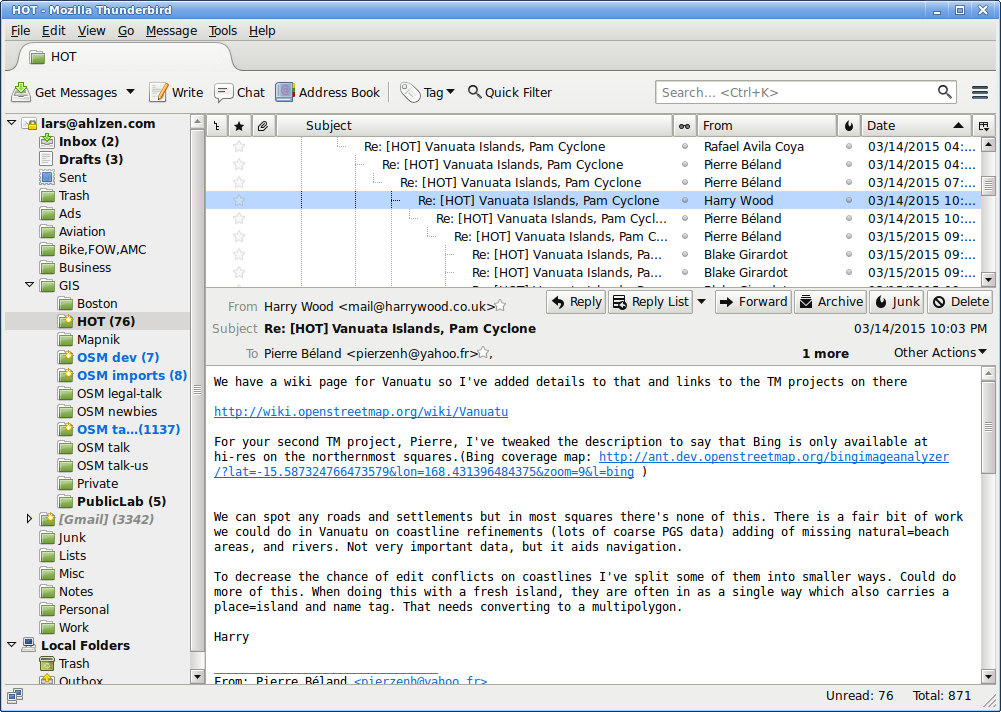 HOT - Mozilla Thunderbird
File Edit View Go Message Tools Help
HOT
Get Messages Write Chat Address Book Tag Quick Filter Search... <Ctrl+K>
lars@ahlzen.com
Inbox (2)
Drafts (3)
Sent
Trash
Ads
Aviation
Bike,FOW,AMC
Business
GIS
Boston
HOT (76)
Mapnik
OSM dev (7)
OSM imports (8)
OSM legal-talk
OSM newbies
OSM ta...(1137)
OSM talk
OSM talk-us
Private
PublicLab (5)
[Gmail] (3342)
Junk
Lists
Misc
Notes
Personal
Work
Local Folders
Trash
Outbox
Subject From Date
Re: [HOT] Vanuata Islands, Pam Cyclone Rafael Avila Coya 03/14/2015 04:...
Re: [HOT] Vanuata Islands, Pam Cyclone Pierre Béland 03/14/2015 04:...
Re: [HOT] Vanuata Islands, Pam Cyclone Pierre Béland 03/14/2015 07:...
Re: [HOT] Vanuata Islands, Pam Cyclone Harry Wood 03/14/2015 10:...
Re: [HOT] Vanuata Islands, Pam Cycl... Pierre Béland 03/14/2015 10:...
Re: [HOT] Vanuata Islands, Pam C... Pierre Béland 03/15/2015 09:...
Re: [HOT] Vanuata Islands, Pa... Blake Girardot 03/15/2015 09:...
Re: [HOT] Vanuata Islands, Pa... Blake Girardot 03/15/2015 09:...
From Harry Wood <mail@harrywood.co.uk> Reply Reply List Forward Archive Junk Delete
Subject Re: [HOT] Vanuata Islands, Pam Cyclone 03/14/2015 10:03 PM
To Pierre Béland <pierzenh@yahoo.fr>, 1 more Other Actions
We have a wiki page for Vanuatu so I've added details to that and links to the TM projects on there
http://wiki.openstreetmap.org/wiki/Vanuatu
For your second TM project, Pierre, I've tweaked the description to say that Bing is only available at
hi-res on the northernmost squares.(Bing coverage map: http://ant.dev.openstreetmap.org/bingimageanalyzer
/?lat=-15.587324766473579&lon=168.431396484375&zoom=9&l=bing )
We can spot any roads and settlements but in most squares there's none of this. There is a fair bit of work
we could do in Vanuatu on coastline refinements (lots of coarse PGS data) adding of missing natural=beach
areas, and rivers. Not very important data, but it aids navigation.
To decrease the chance of edit conflicts on coastlines I've split some of them into smaller ways. Could do
more of this. When doing this with a fresh island, they are often in as a single way which also carries a
place=island and name tag. That needs converting to a multipolygon.
Harry
From: Pierre Béland <pierzenh@yahoo.fr>
Unread: 76 Total: 871